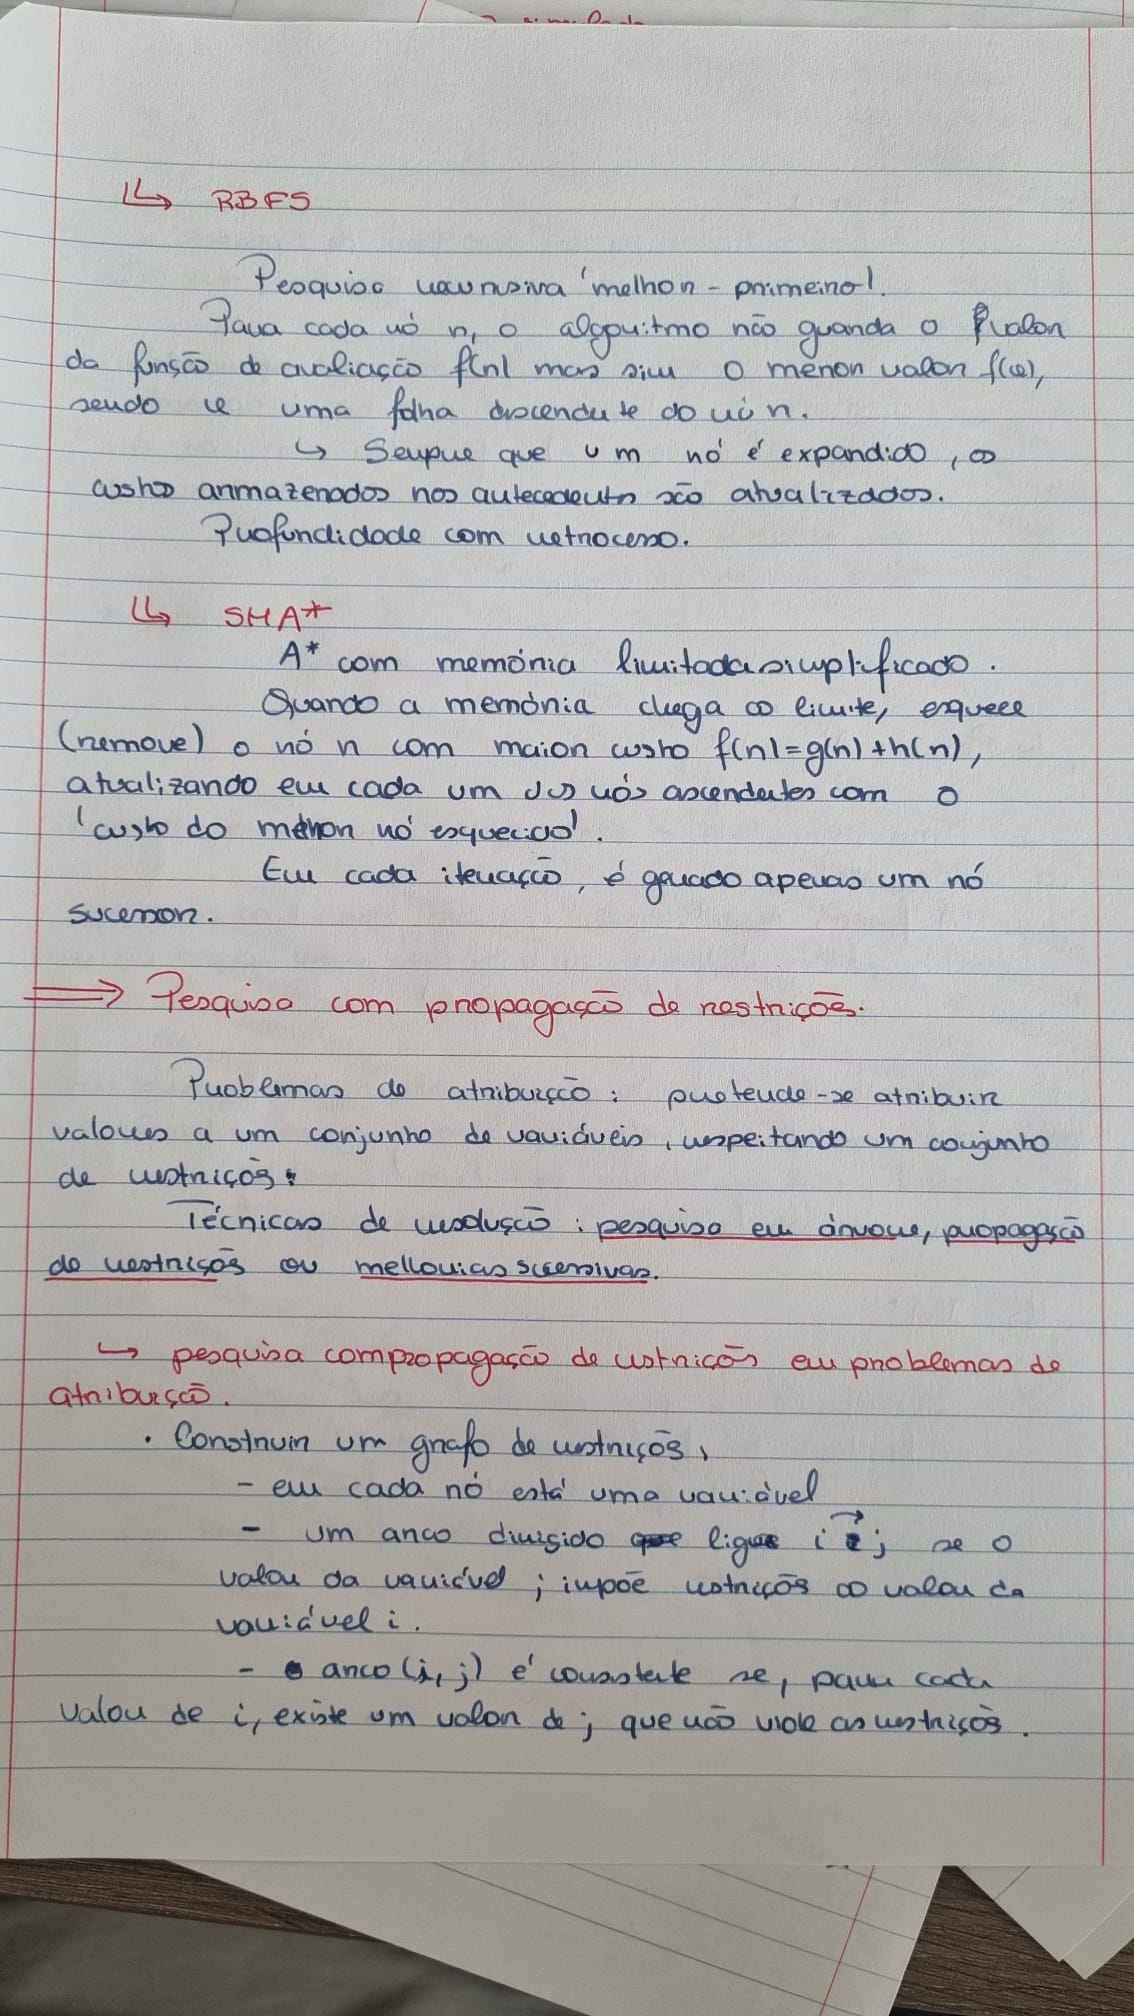 ↳ RBFS
Pesquisa recursiva 'melhor-primeiro'.
Para cada nó n, o algoritmo não guarda o valor
da função de avaliação f(n) mas sim o menor valor f(x),
sendo x uma folha descendente do nó n.
↳ Sempre que um nó é expandido, os
custos armazenados nos antecedentes são atualizados.
Profundidade com retrocesso.
↳ SMA*
A* com memória limitada simplificado.
Quando a memória chega ao limite, esquece
(remove) o nó n com maior custo f(n)=g(n)+h(n),
atualizando em cada um dos nós ascendentes com o
'custo do melhor nó esquecido'.
Em cada iteração, é gerado apenas um nó
sucessor.
⇒ Pesquisa com propagação de restrições.
Problemas de atribuição: pretende-se atribuir
valores a um conjunto de variáveis, respeitando um conjunto
de restrições.
Técnicas de resolução: pesquisa em árvore, propagação
de restrições ou melhorias sucessivas.
↳ pesquisa com propagação de restrições em problemas de
atribuição.
• Construir um grafo de restrições,
- em cada nó está uma variável
- um arco dirigido liga i → j se o
valor da variável j impõe restrições ao valor da
variável i.
- arco (i, j) é consistente se, para cada
valor de i, existe um valor de j que não viole as restrições.